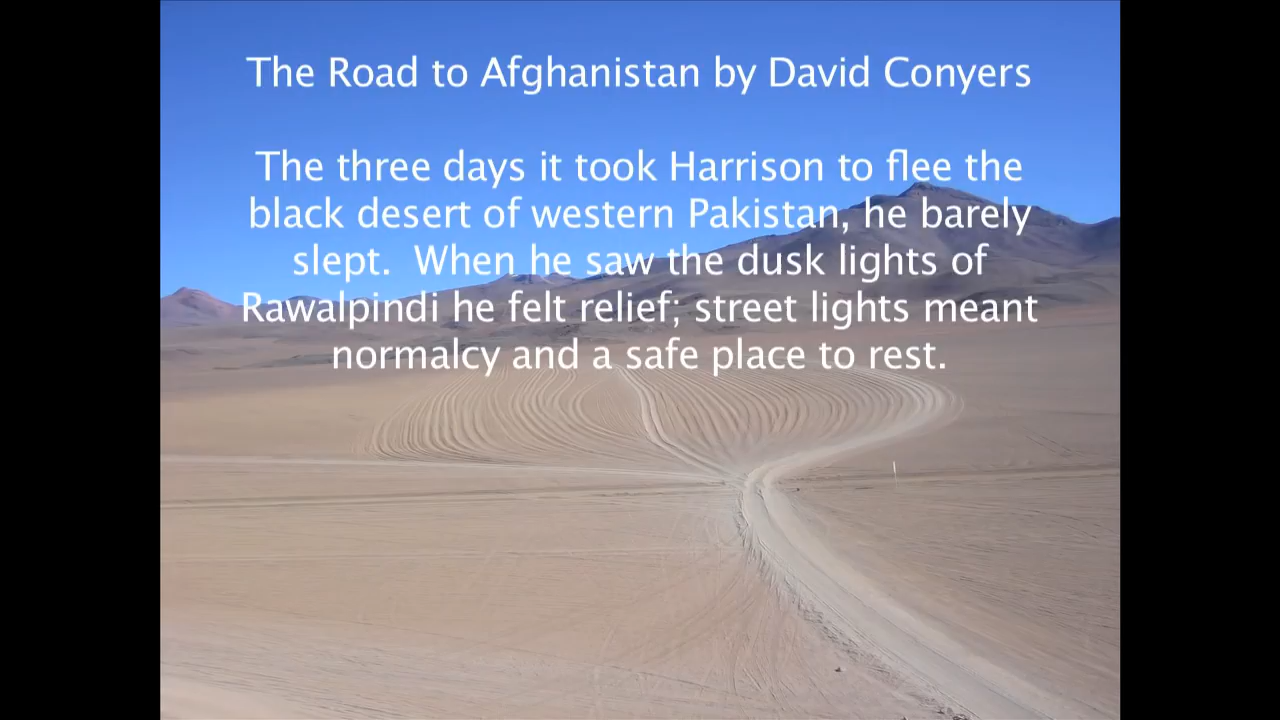 The Road to Afghanistan by David Conyers
The three days it took Harrison to flee the
black desert of western Pakistan, he barely
slept.  When he saw the dusk lights of
Rawalpindi he felt relief; street lights meant
normalcy and a safe place to rest.